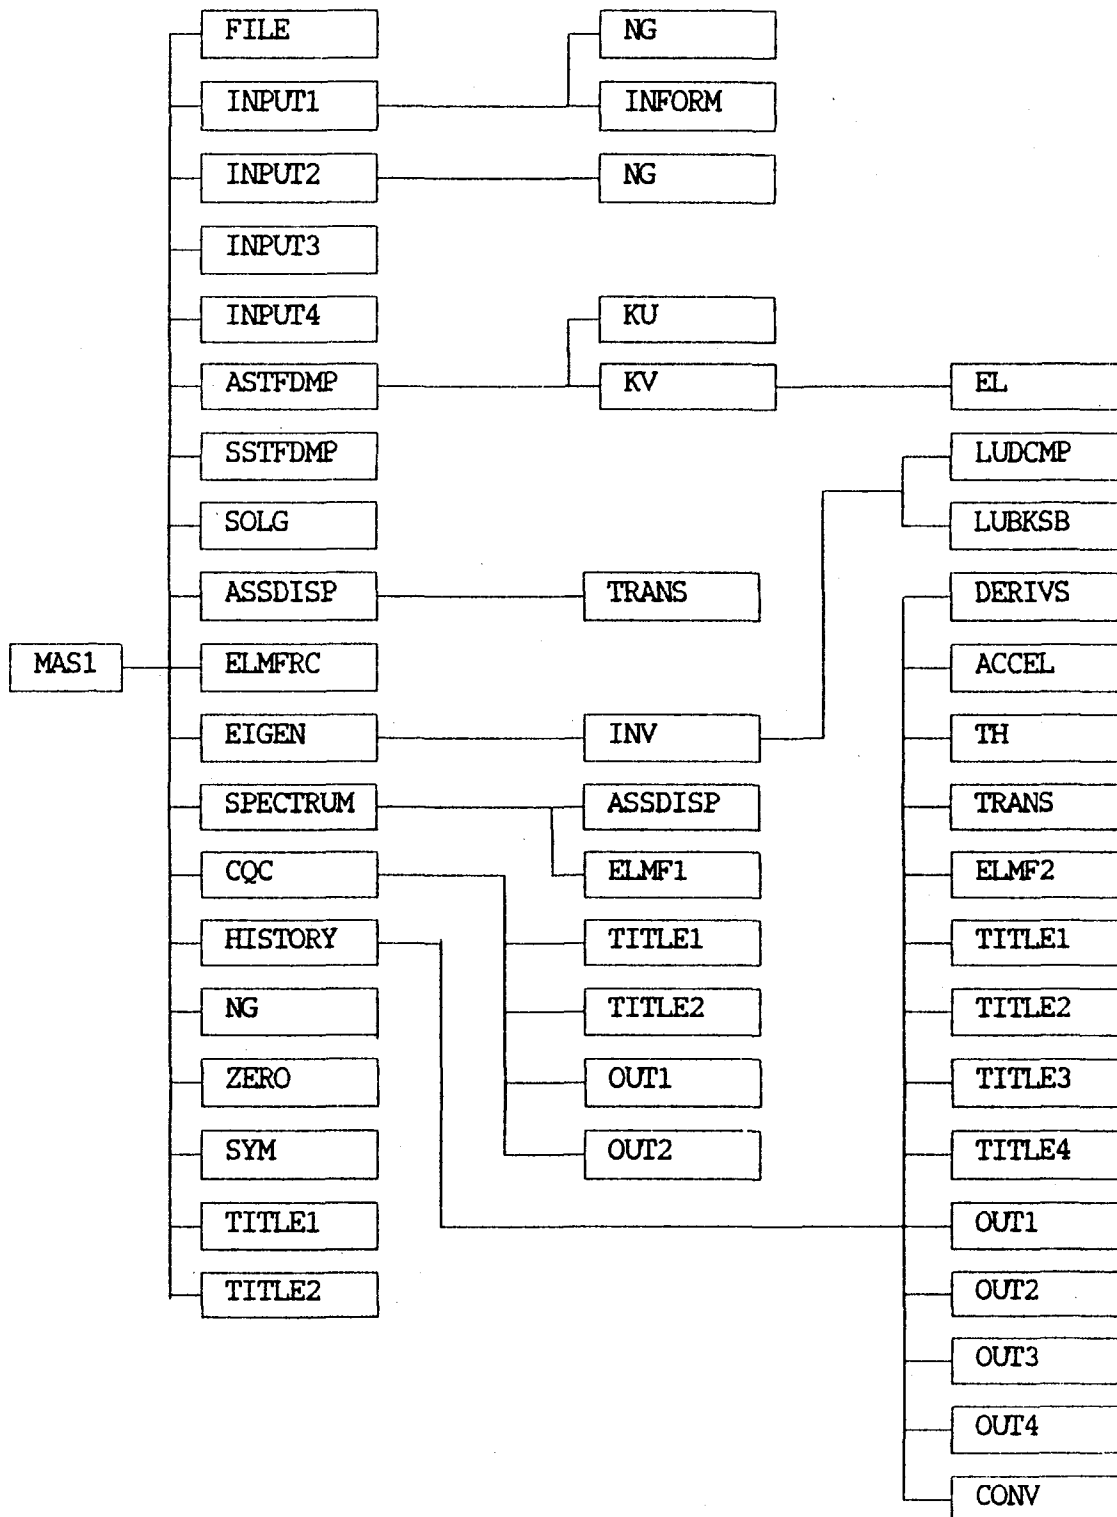 FILE
NG
INPUT1
INFORM
INPUT2
NG
INPUT3
INPUT4
KU
ASTFDMP
KV
EL
SSTFDMP
LUDCMP
SOLG
LUBKSB
ASSDISP
TRANS
DERIVS
MAS1
ELMFRC
ACCEL
EIGEN
INV
TH
SPECTRUM
ASSDISP
TRANS
CQC
ELMF1
ELMF2
HISTORY
TITLE1
TITLE1
NG
TITLE2
TITLE2
ZERO
OUT1
TITLE3
SYM
OUT2
TITLE4
TITLE1
OUT1
TITLE2
OUT2
OUT3
OUT4
CONV